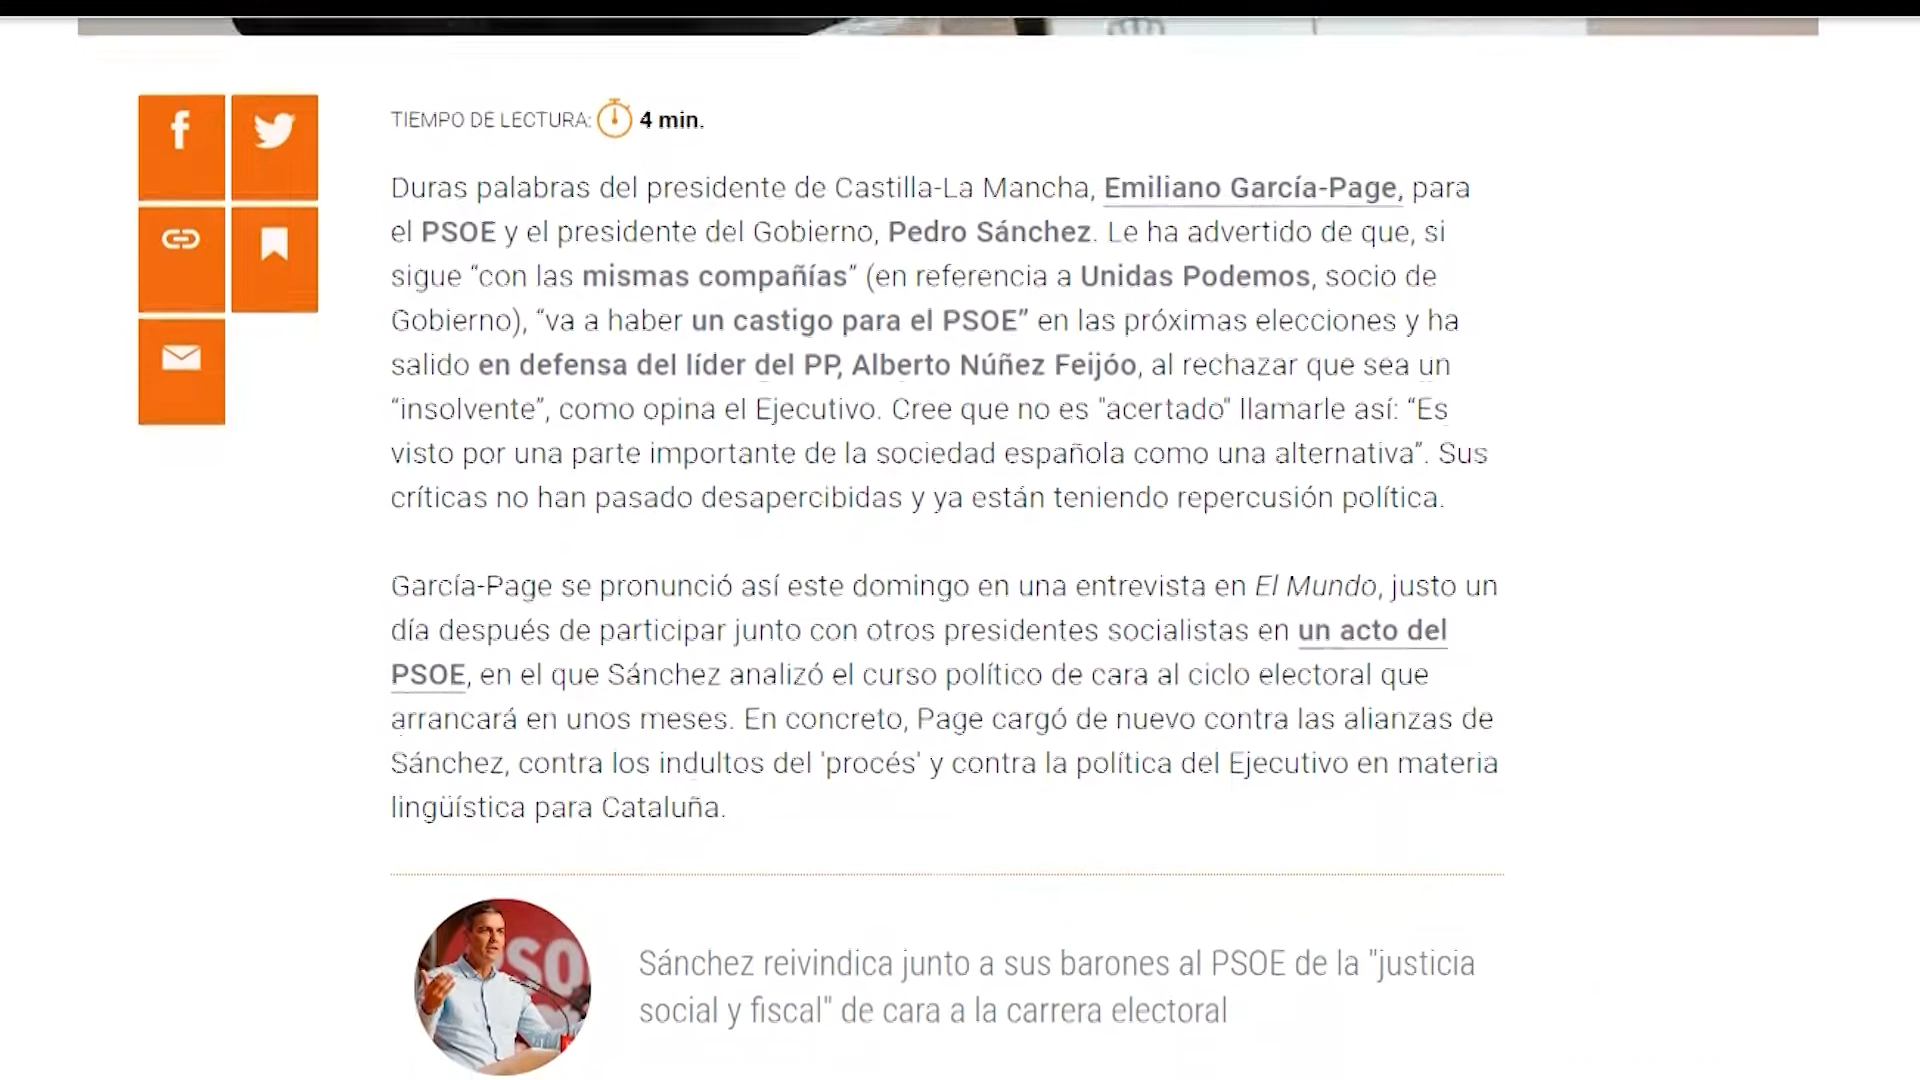 TIEMPO DE LECTURA: 4 min.
Duras palabras del presidente de Castilla-La Mancha, Emiliano García-Page, para
el PSOE y el presidente del Gobierno, Pedro Sánchez. Le ha advertido de que, si
sigue “con las mismas compañías” (en referencia a Unidas Podemos, socio de
Gobierno), “va a haber un castigo para el PSOE” en las próximas elecciones y ha
salido en defensa del líder del PP, Alberto Núñez Feijóo, al rechazar que sea un
“insolvente”, como opina el Ejecutivo. Cree que no es "acertado" llamarle así: “Es
visto por una parte importante de la sociedad española como una alternativa”. Sus
críticas no han pasado desapercibidas y ya están teniendo repercusión política.
García-Page se pronunció así este domingo en una entrevista en El Mundo, justo un
día después de participar junto con otros presidentes socialistas en un acto del
PSOE, en el que Sánchez analizó el curso político de cara al ciclo electoral que
arrancará en unos meses. En concreto, Page cargó de nuevo contra las alianzas de
Sánchez, contra los indultos del 'procés' y contra la política del Ejecutivo en materia
lingüística para Cataluña.
SO
Sánchez reivindica junto a sus barones al PSOE de la "justicia
social y fiscal" de cara a la carrera electoral